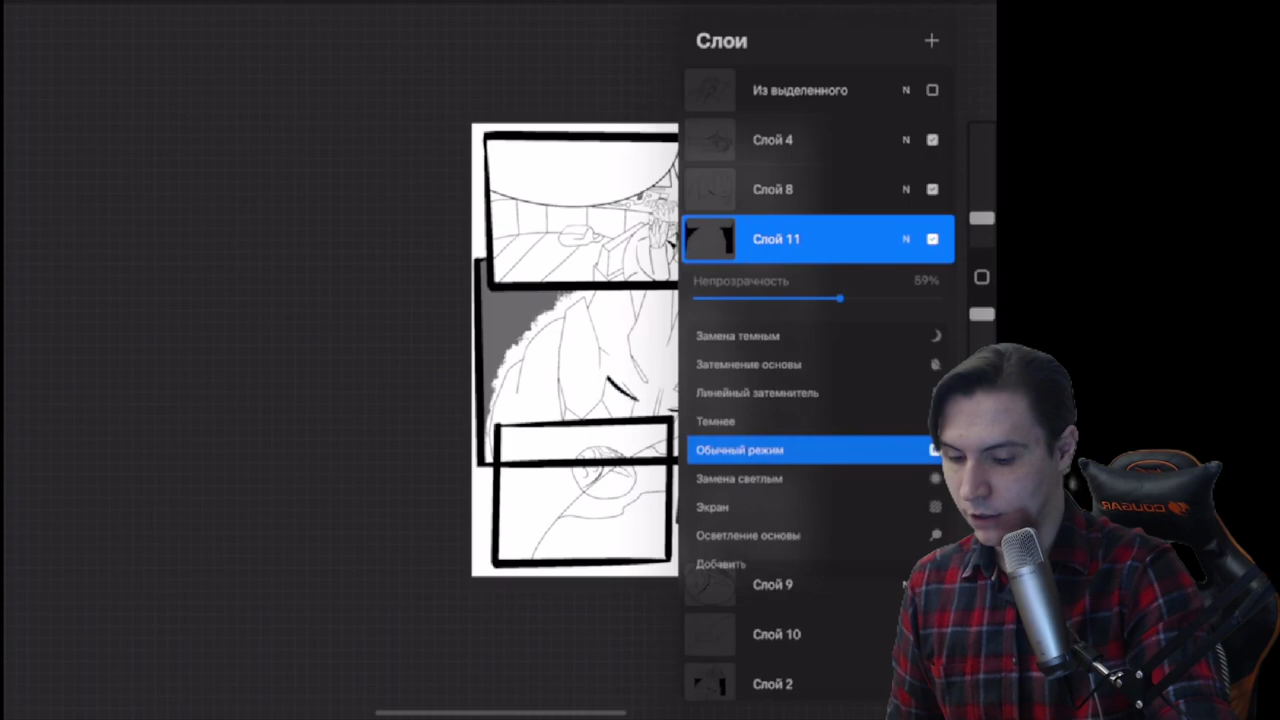 Слои
Из выделенного N
Слой 4 N
Слой 8 N
Слой 11 N
Непрозрачность 59%
Замена темным
Затемнение основы
Линейный затемнитель
Темнее
Обычный режим
Замена светлым
Экран
Осветление основы
Добавить
Слой 9
Слой 10
Слой 2
COUGAR